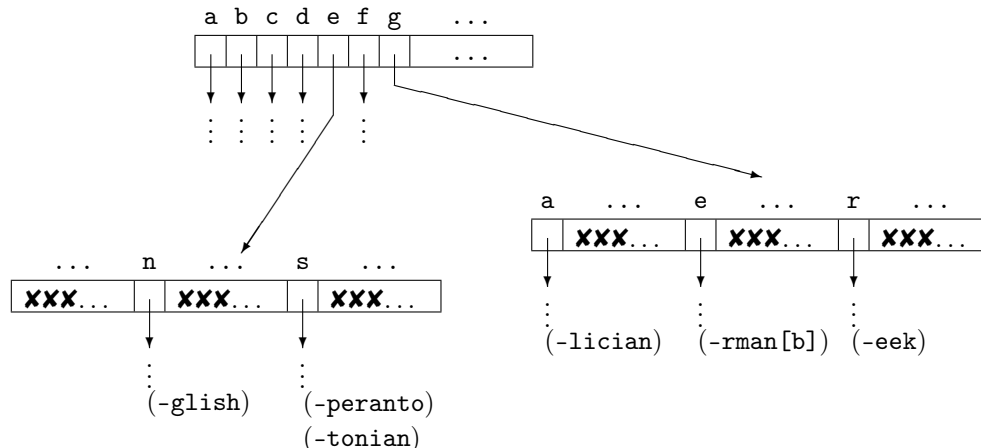 a b c d e f g ...
...
a ... e ... r ...
✘✘✘... ✘✘✘... ✘✘✘...
... n ... s ...
✘✘✘... ✘✘✘... ✘✘✘...
(-lician) (-rman[b]) (-eek)
(-glish) (-peranto)
(-tonian)